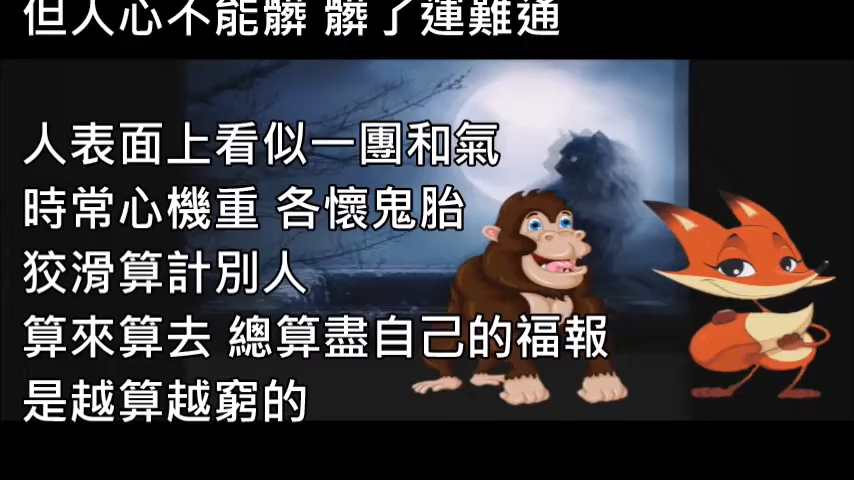 但人心不能髒 髒了運難通
人表面上看似一團和氣
時常心機重 各懷鬼胎
狡滑算計別人
算來算去 總算盡自己的福報
是越算越窮的